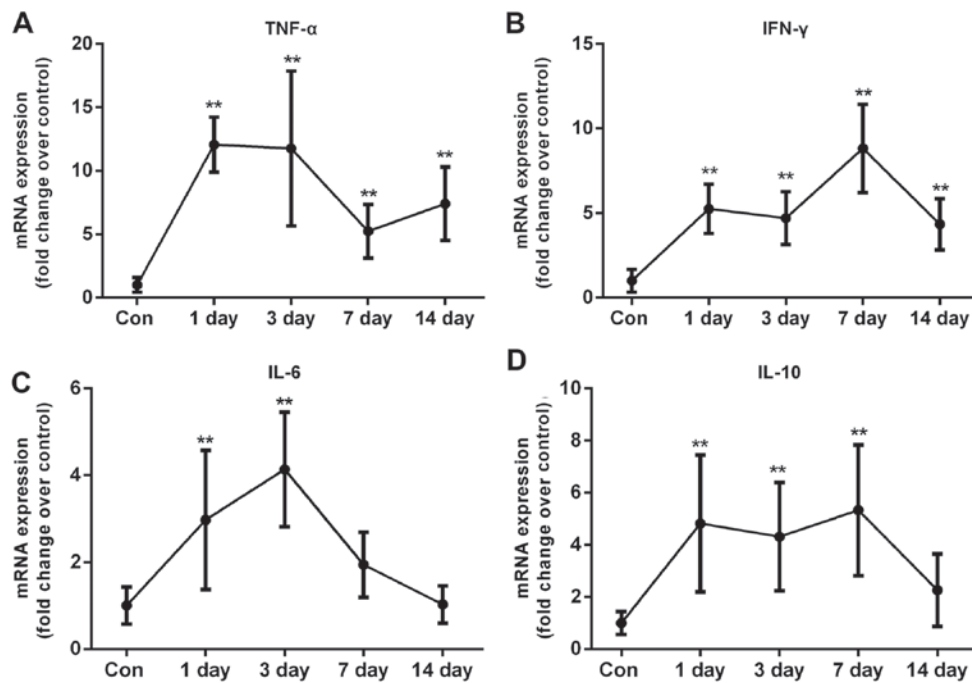 A
TNF-α
mRNA expression
(fold change over control)
20
15
10
5
0
**
**
**
**
Con 1 day 3 day 7 day 14 day
B
IFN-γ
mRNA expression
(fold change over control)
15
10
5
0
**
**
**
**
Con 1 day 3 day 7 day 14 day
C
IL-6
mRNA expression
(fold change over control)
6
4
2
0
**
**
Con 1 day 3 day 7 day 14 day
D
IL-10
mRNA expression
(fold change over control)
10
8
6
4
2
0
**
**
**
Con 1 day 3 day 7 day 14 day